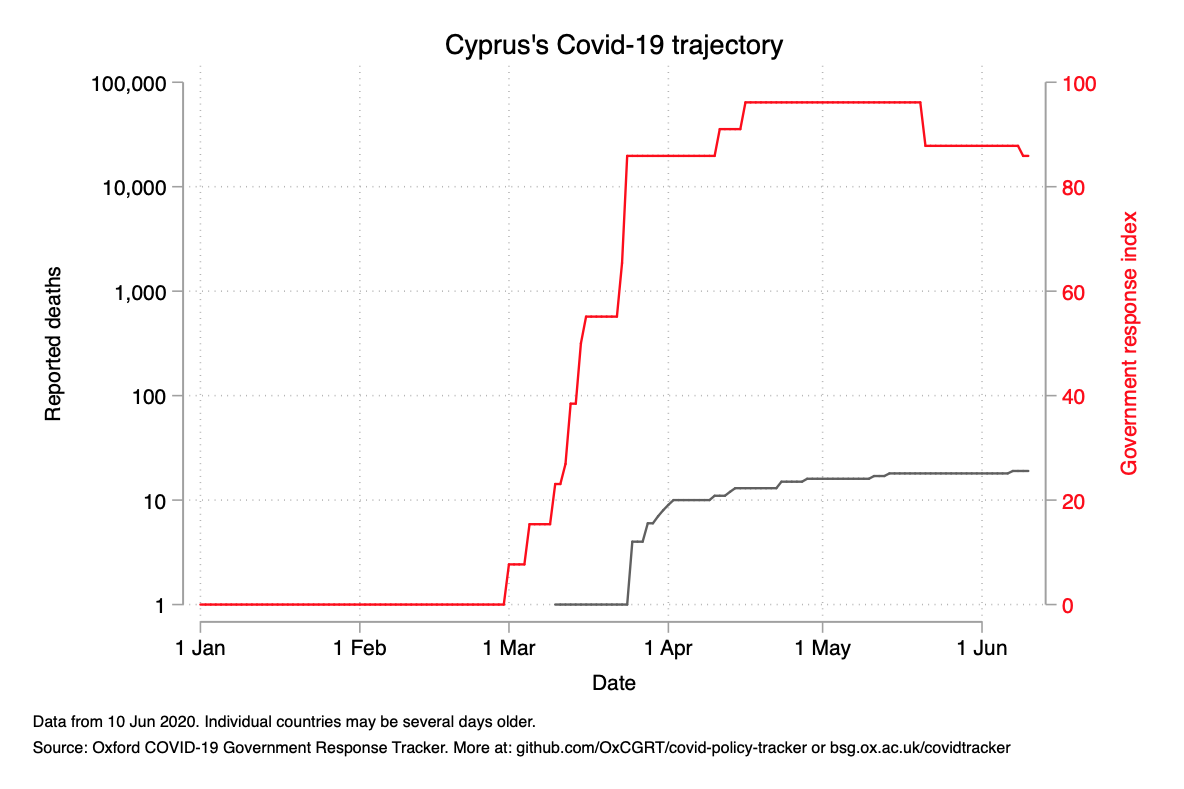 Cyprus's Covid-19 trajectory
100,000
10,000
1,000
100
10
1
Reported deaths
100
80
60
40
20
0
Government response index
1 Jan
1 Feb
1 Mar
1 Apr
1 May
1 Jun
Date
Data from 10 Jun 2020. Individual countries may be several days older.
Source: Oxford COVID-19 Government Response Tracker. More at: github.com/OxCGRT/covid-policy-tracker or bsg.ox.ac.uk/covidtracker